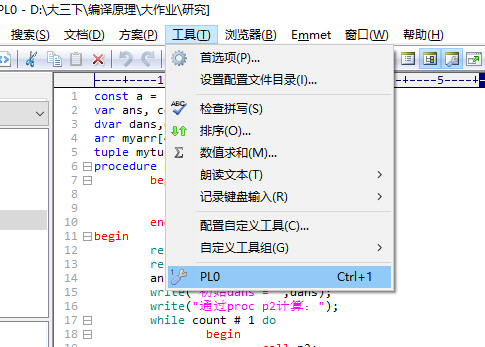 PL0 - D:\大三下\编译原理\大作业\研究]
搜索(S) 文档(D) 方案(P) 工具(T) 浏览器(B) Emmet 窗口(W) 帮助(H)
首选项(P)...
设置配置文件目录(I)...
检查拼写(S)
排序(O)...
数值求和(M)...
朗读文本(T)
记录键盘输入(R)
配置自定义工具(C)...
自定义工具组(G)
PL0 Ctrl+1
1 const a =
2 var ans, co
3 dvar dans,
4 arr myarr[
5 tuple mytu
6 procedure
7 beg
8
9
10 end
11 begin
12 re
13 re
14 an
15 write("初始dans = ",dans);
16 write("通过proc p2计算: ");
17 while count # 1 do
18 begin
call p2;